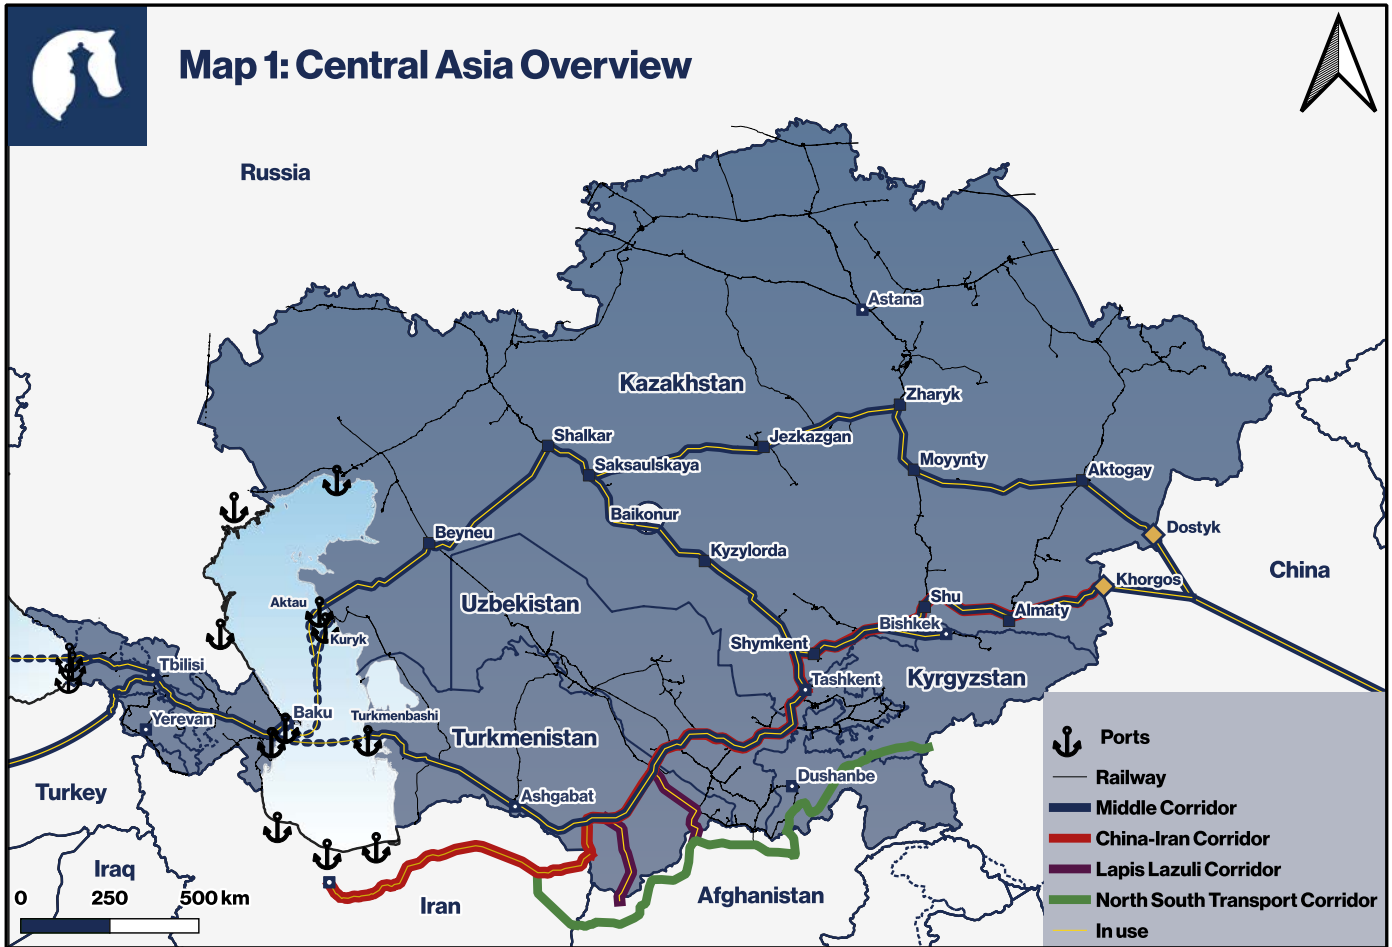 Map 1: Central Asia Overview
Russia
Astana
Kazakhstan
Zharyk
Shalkar
Jezkazgan
Saksaulskaya
Moyynty
Aktogay
Baikonur
Dostyk
Beyneu
Kyzylorda
China
Khorgos
Aktau
Uzbekistan
Shu
Almaty
Kuryk
Bishkek
Shymkent
Tbilisi
Tashkent
Kyrgyzstan
Yerevan
Baku
Turkmenbashi
Turkmenistan
Dushanbe
Turkey
Ashgabat
Iraq
Iran
Afghanistan
0 250 500 km
Ports
Railway
Middle Corridor
China-Iran Corridor
Lapis Lazuli Corridor
North South Transport Corridor
In use